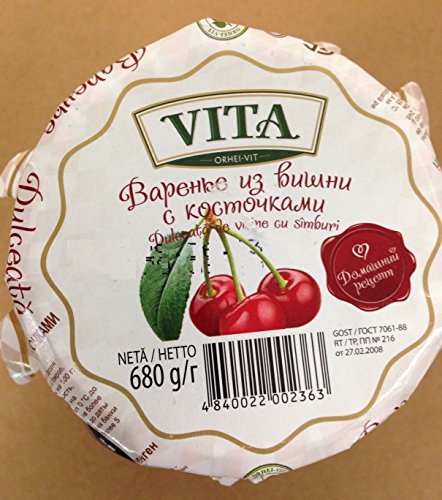 VITA
ORHEI-VIT
Варенье из вишни
с косточками
Dulceață de vișine cu sîmburi
Домашний
рецепт
GOST / ГОСТ 7061-88
RT / ТР, ПП № 216
от 27.02.2008
NETĂ / НЕТТО
680 g/г
4 840022 002363
Варенье
Dulceață